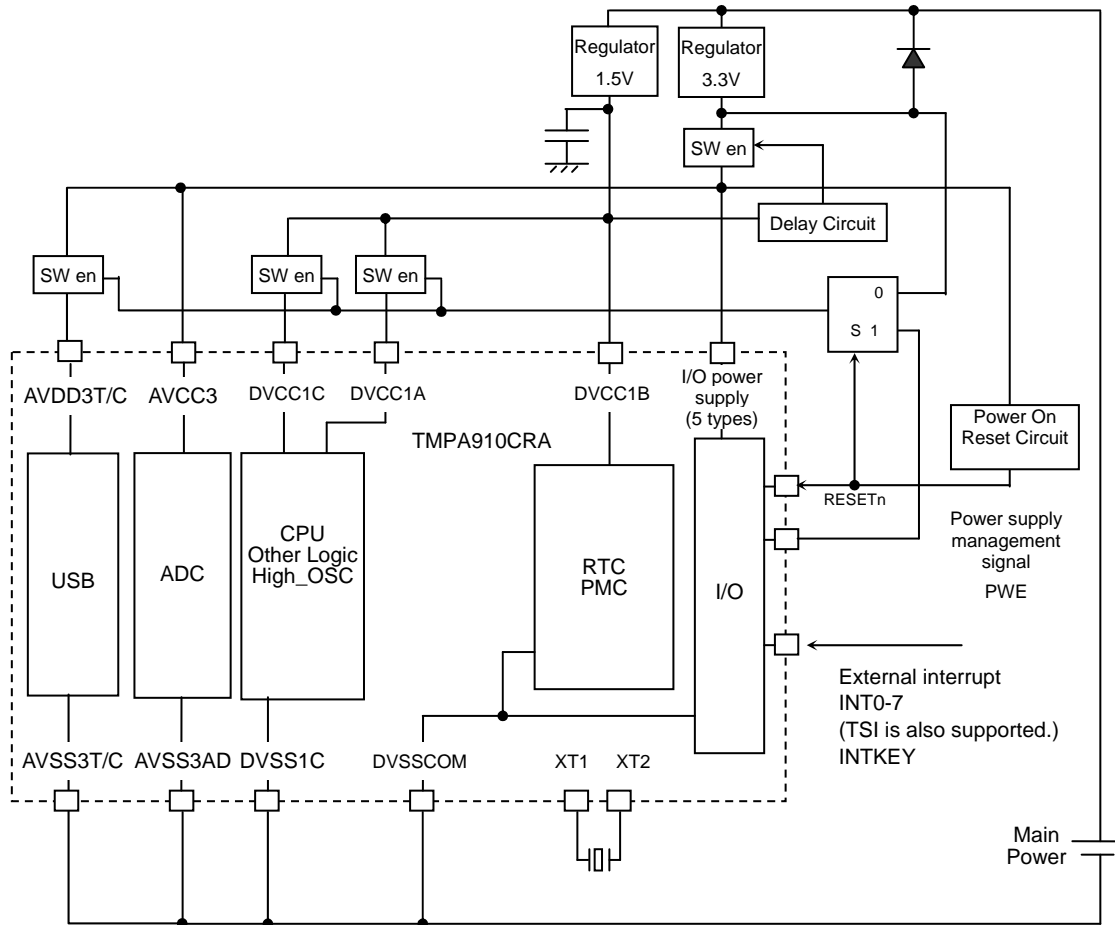 Regulator
1.5V
Regulator
3.3V
SW en
Delay Circuit
SW en
SW en
SW en
0
S 1
AVDD3T/C
AVCC3
DVCC1C
DVCC1A
DVCC1B
I/O power
supply
(5 types)
TMPA910CRA
Power On
Reset Circuit
RESETn
USB
ADC
CPU
Other Logic
High_OSC
RTC
PMC
I/O
Power supply
management
signal
PWE
External interrupt
INT0-7
(TSI is also supported.)
INTKEY
AVSS3T/C
AVSS3AD
DVSS1C
DVSSCOM
XT1
XT2
Main
Power